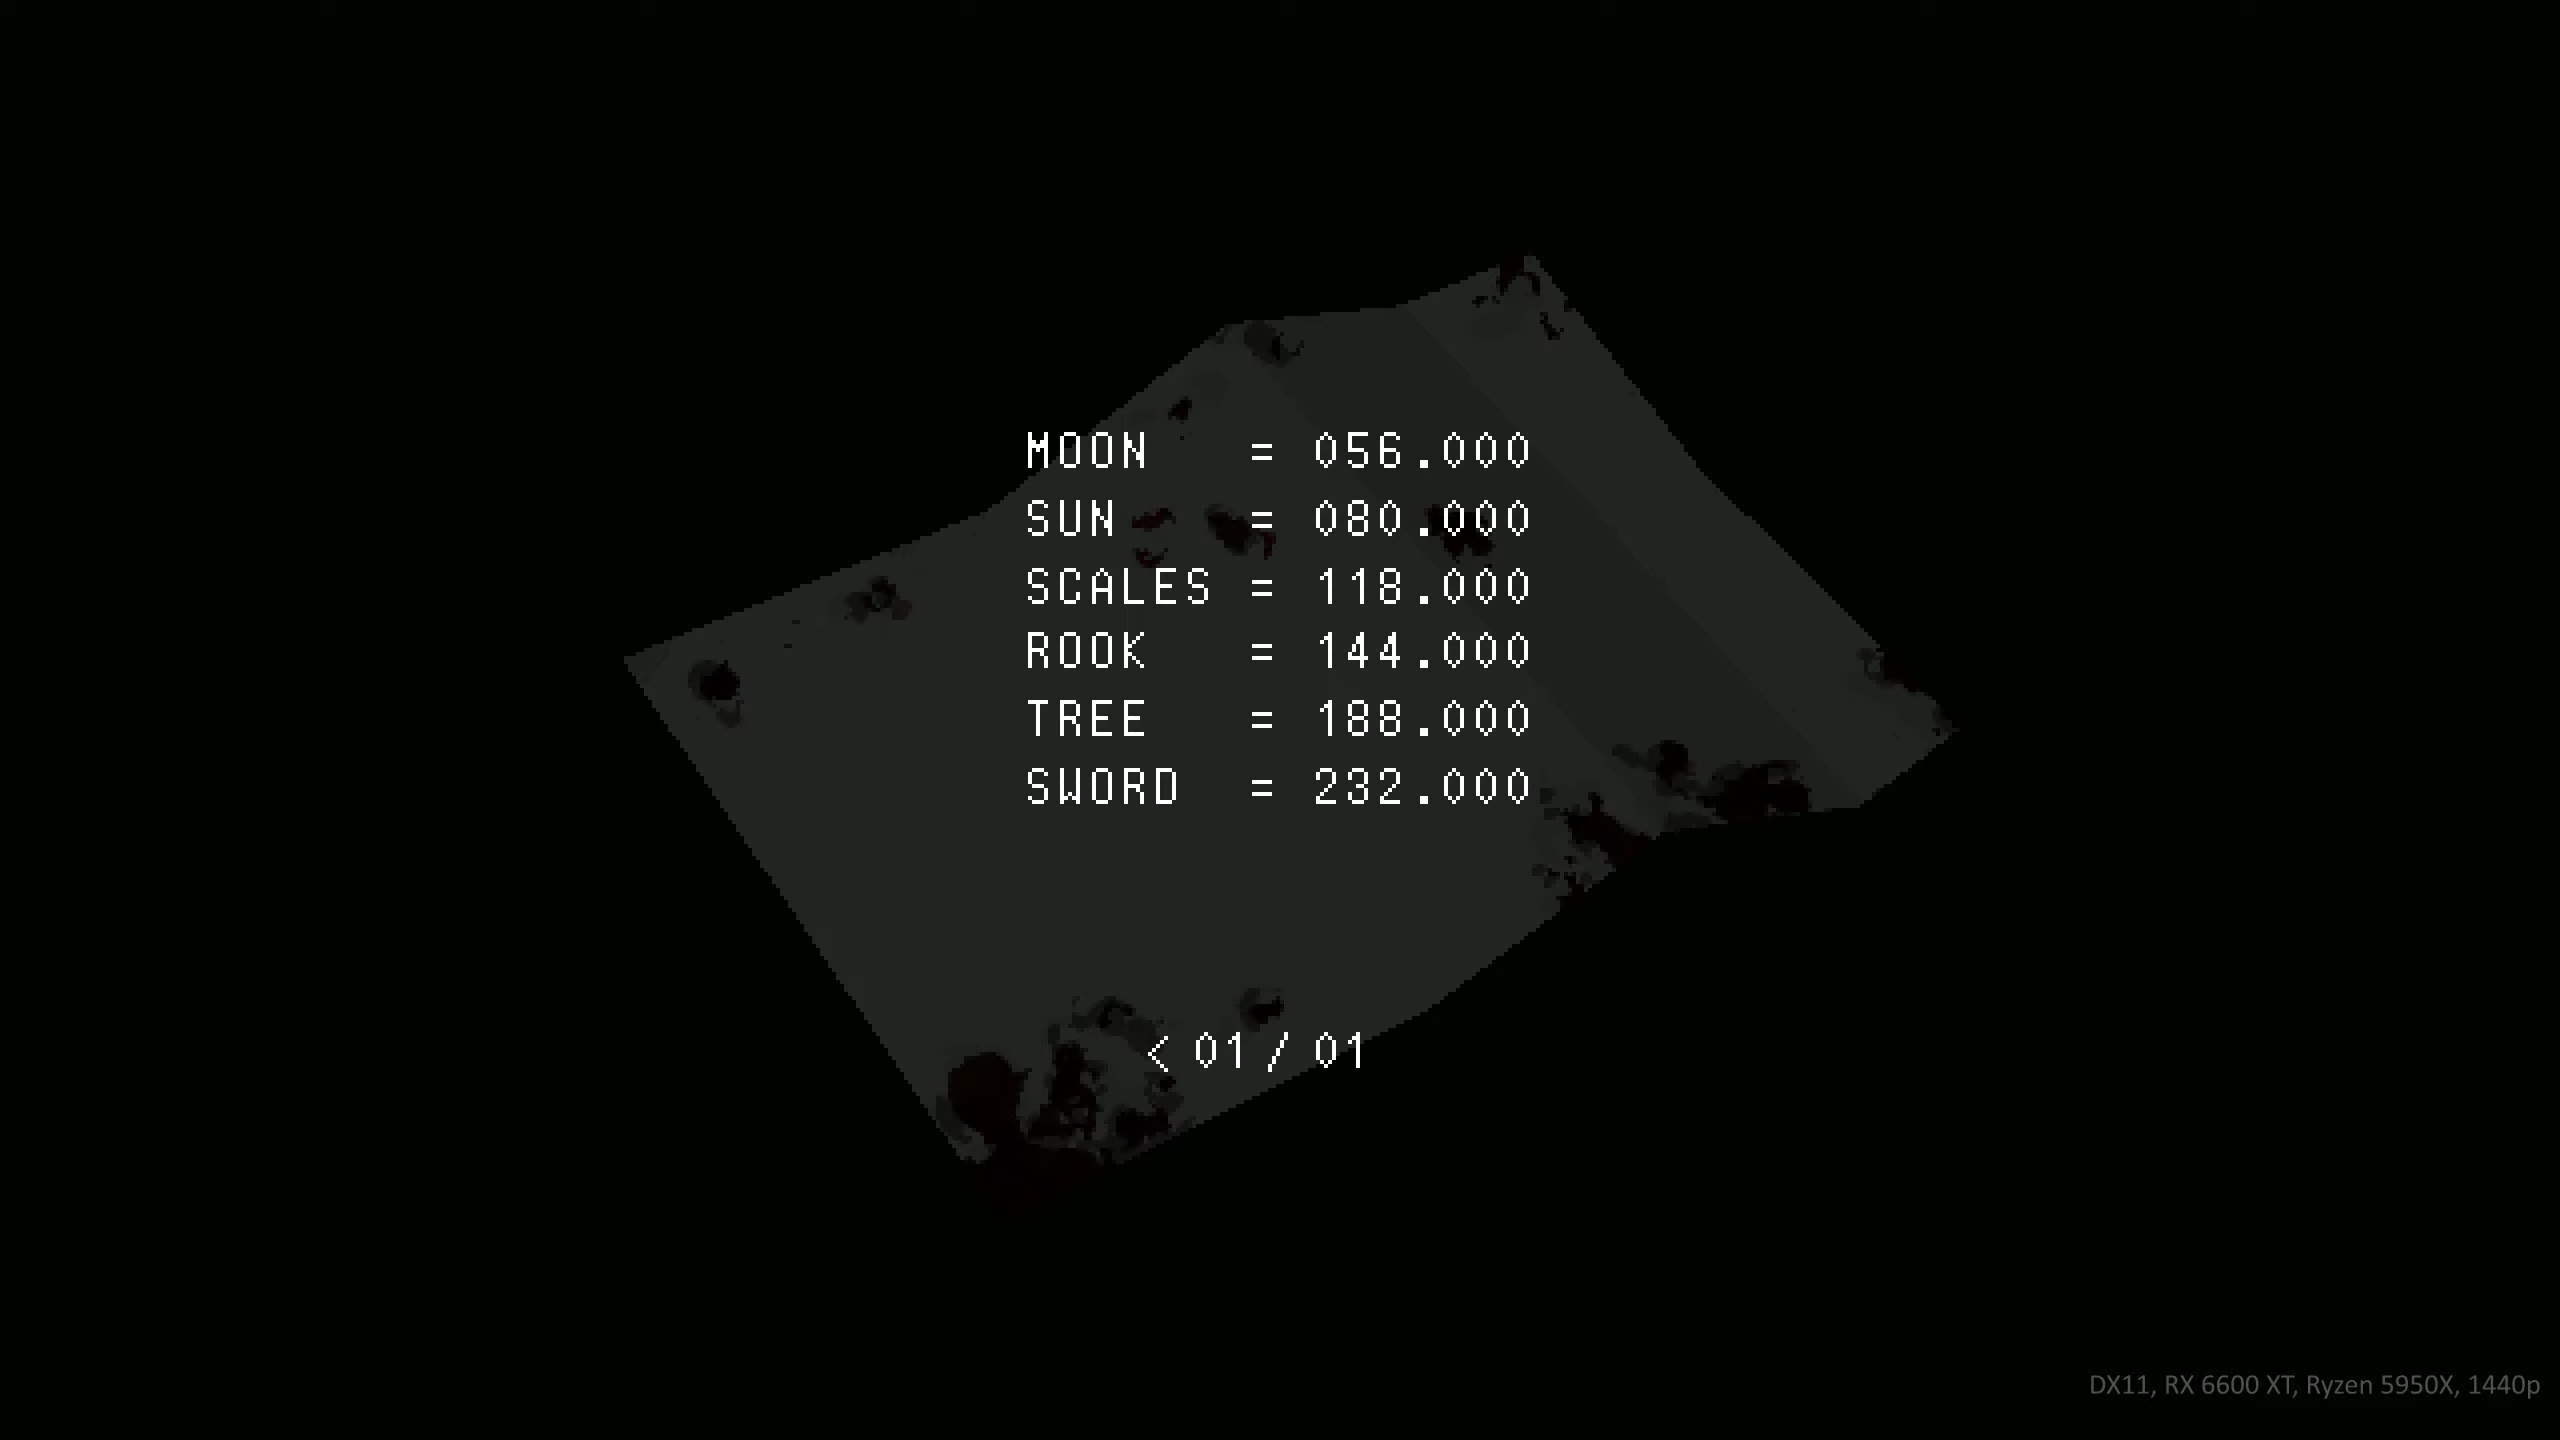 MOON = 056.000
SUN = 080.000
SCALES = 118.000
ROOK = 144.000
TREE = 188.000
SWORD = 232.000
< 01 / 01
DX11, RX 6600 XT, Ryzen 5950X, 1440p